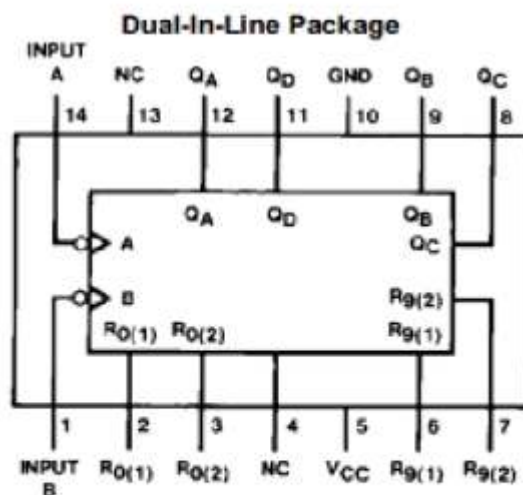 Dual-In-Line Package
INPUT
A NC QA QD GND QB QC
14 13 12 11 10 9 8
QA QD QB
QC
A
B R9(2)
R0(1) R0(2) R9(1)
1 2 3 4 5 6 7
INPUT R0(1) R0(2) NC VCC R9(1) R9(2)
B